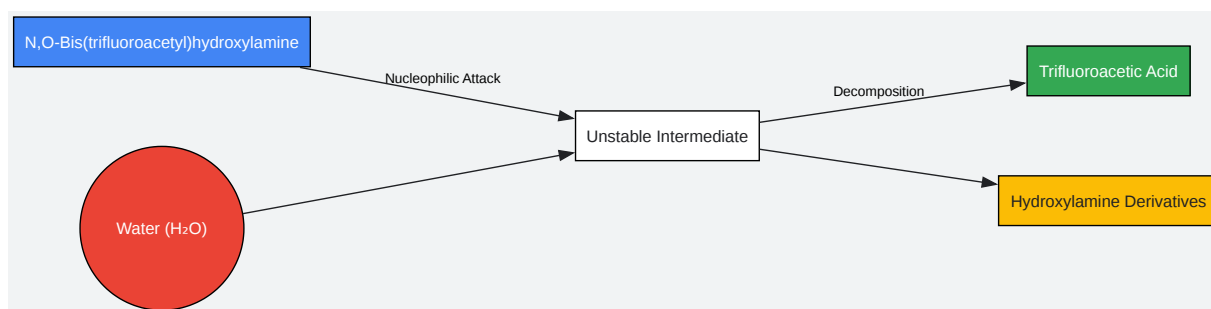 N,O-Bis(trifluoroacetyl)hydroxylamine
Nucleophilic Attack
Water (H₂O)
Unstable Intermediate
Decomposition
Trifluoroacetic Acid
Hydroxylamine Derivatives